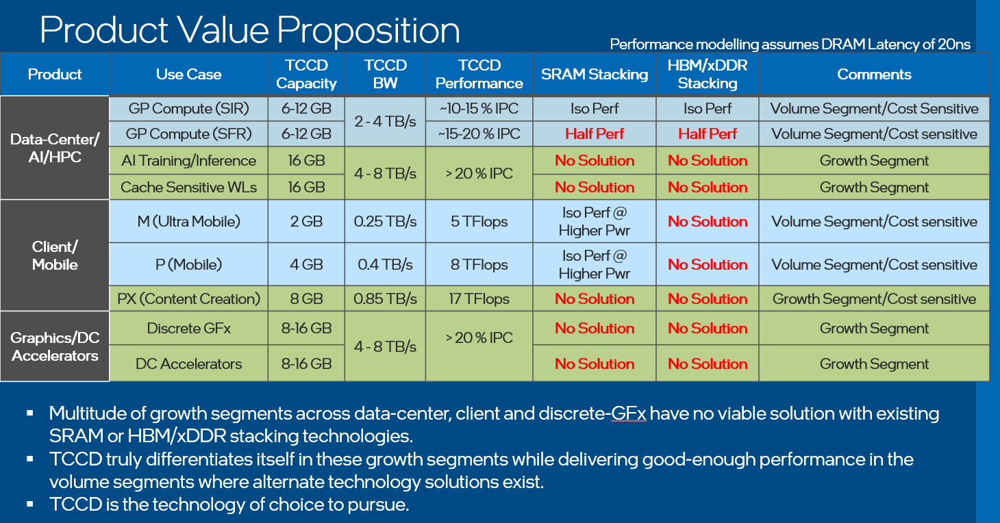 Product Value Proposition
Performance modelling assumes DRAM Latency of 20ns
Product
Use Case
TCCD
Capacity
TCCD
BW
TCCD
Performance
SRAM Stacking
HBM/xDDR
Stacking
Comments
Data-Center/
AI/HPC
GP Compute (SIR)
6-12 GB
2 - 4 TB/s
~10-15 % IPC
Iso Perf
Iso Perf
Volume Segment/Cost Sensitive
GP Compute (SFR)
6-12 GB
~15-20 % IPC
Half Perf
Half Perf
Volume Segment/Cost sensitive
AI Training/Inference
16 GB
4 - 8 TB/s
> 20 % IPC
No Solution
No Solution
Growth Segment
Cache Sensitive WLs
16 GB
No Solution
No Solution
Growth Segment
Client/
Mobile
M (Ultra Mobile)
2 GB
0.25 TB/s
5 TFlops
Iso Perf @
Higher Pwr
No Solution
Volume Segment/Cost sensitive
P (Mobile)
4 GB
0.4 TB/s
8 TFlops
Iso Perf @
Higher Pwr
No Solution
Volume Segment/Cost sensitive
PX (Content Creation)
8 GB
0.85 TB/s
17 TFlops
No Solution
No Solution
Growth Segment/Cost sensitive
Graphics/DC
Accelerators
Discrete GFx
8-16 GB
4 - 8 TB/s
> 20 % IPC
No Solution
No Solution
Growth Segment
DC Accelerators
8-16 GB
No Solution
No Solution
Growth Segment
▪ Multitude of growth segments across data-center, client and discrete-GFx have no viable solution with existing
SRAM or HBM/xDDR stacking technologies.
▪ TCCD truly differentiates itself in these growth segments while delivering good-enough performance in the
volume segments where alternate technology solutions exist.
▪ TCCD is the technology of choice to pursue.